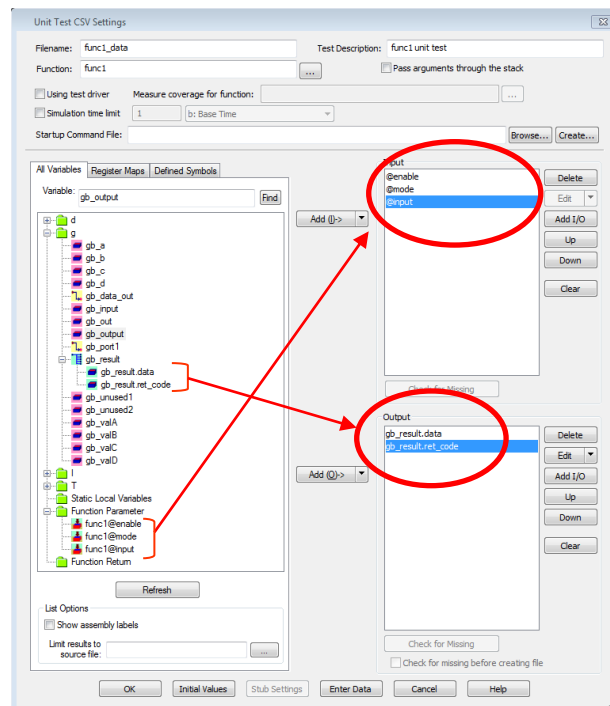 Unit Test CSV Settings
Filename: func1_data Test Description: func1 unit test
Function: func1 ... Pass arguments through the stack
Using test driver Measure coverage for function: ...
Simulation time limit 1 b: Base Time
Startup Command File: Browse... Create...
All Variables Register Maps Defined Symbols
Variable: gb_output Find
d
g
gb_a
gb_b
gb_c
gb_d
gb_data_out
gb_input
gb_out
gb_output
gb_port1
gb_result
gb_result.data
gb_result.ret_code
gb_unused1
gb_unused2
gb_valA
gb_valB
gb_valC
gb_valD
I
T
Static Local Variables
Function Parameter
func1@enable
func1@mode
func1@input
Function Return
Refresh
List Options
Show assembly labels
Limit results to
source file: ...
Add (I)->
Add (O)->
Input
@enable
@mode
@input
Delete
Edit
Add I/O
Up
Down
Clear
Check for Missing
Output
gb_result.data
gb_result.ret_code
Delete
Edit
Add I/O
Up
Down
Clear
Check for Missing
Check for missing before creating file
OK Initial Values Stub Settings Enter Data Cancel Help